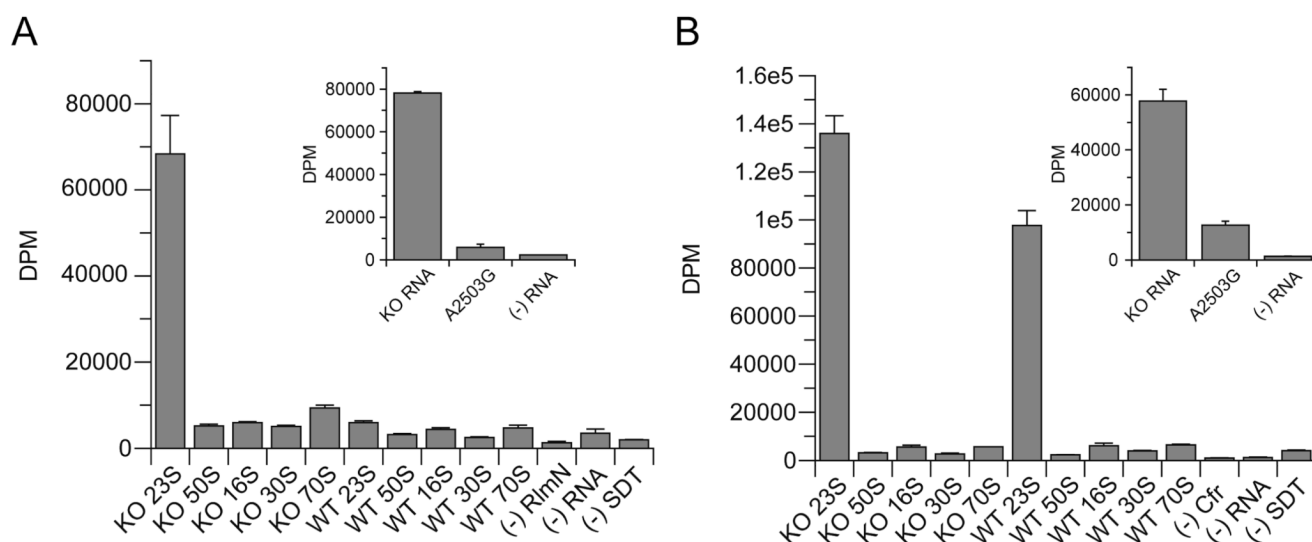 A
DPM
80000
60000
40000
20000
0
KO 23S
KO 50S
KO 16S
KO 30S
KO 70S
WT 23S
WT 50S
WT 16S
WT 30S
WT 70S
(-) RlmN
(-) RNA
(-) SDT
DPM
80000
60000
40000
20000
0
KO RNA
A2503G
(-) RNA
B
DPM
1.6e5
1.4e5
1.2e5
1e5
80000
60000
40000
20000
0
KO 23S
KO 50S
KO 16S
KO 30S
KO 70S
WT 23S
WT 50S
WT 16S
WT 30S
WT 70S
(-) Cfr
(-) RNA
(-) SDT
DPM
60000
40000
20000
0
KO RNA
A2503G
(-) RNA